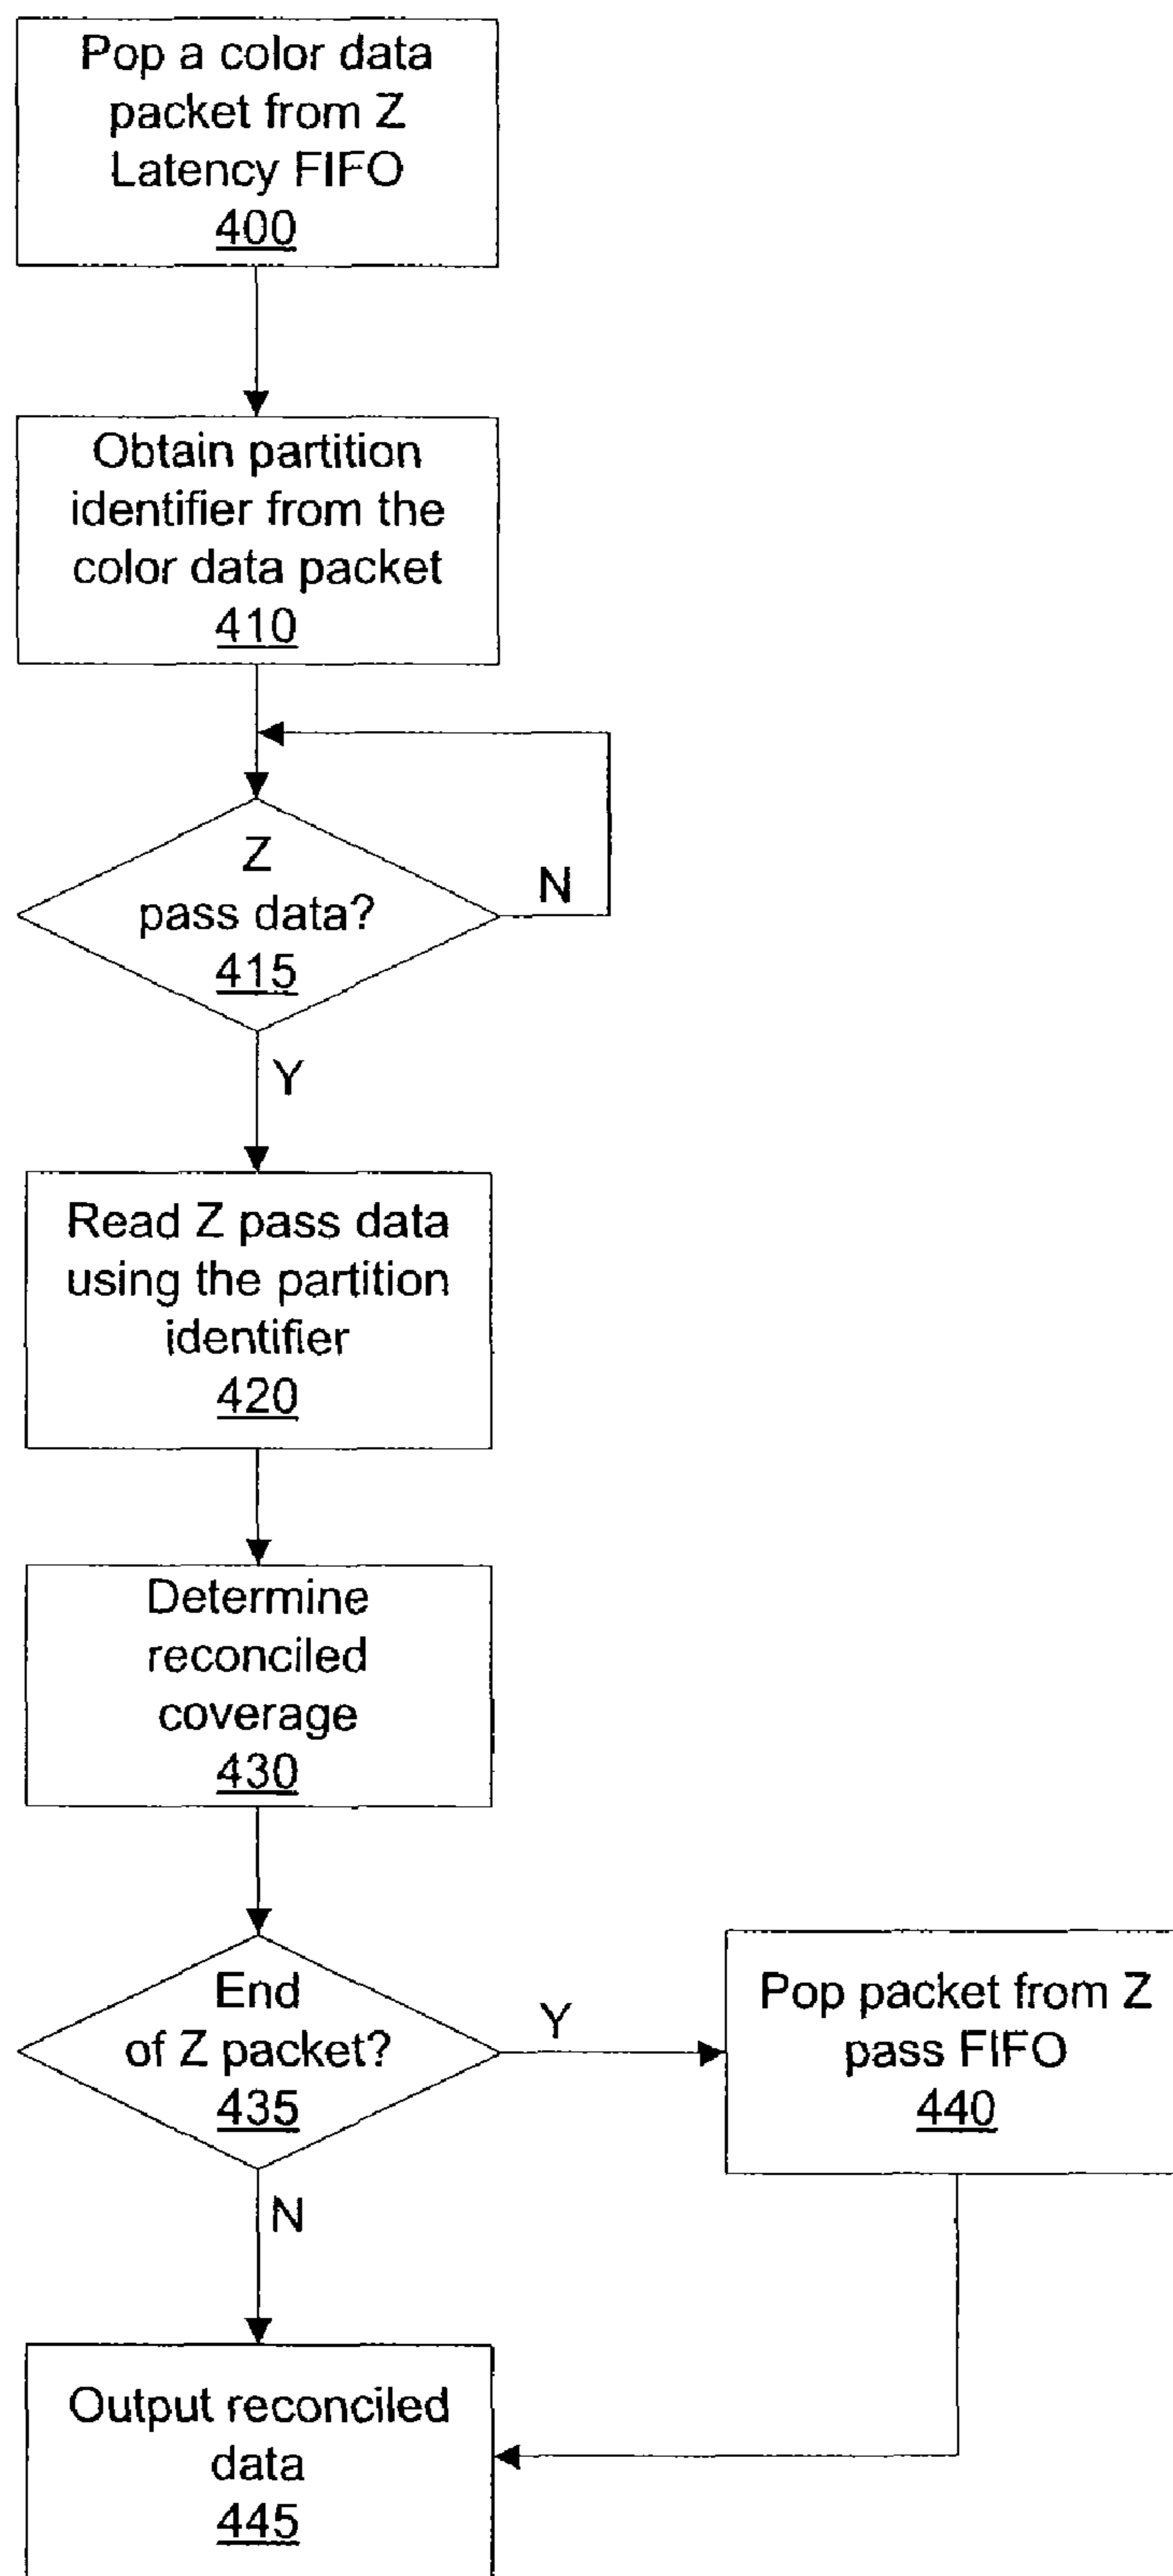 Pop a color data
packet from Z
Latency FIFO
400
Obtain partition
identifier from the
color data packet
410
Z
pass data?
415
N
Y
Read Z pass data
using the partition
identifier
420
Determine
reconciled
coverage
430
End
of Z packet?
435
Y
Pop packet from Z
pass FIFO
440
N
Output reconciled
data
445